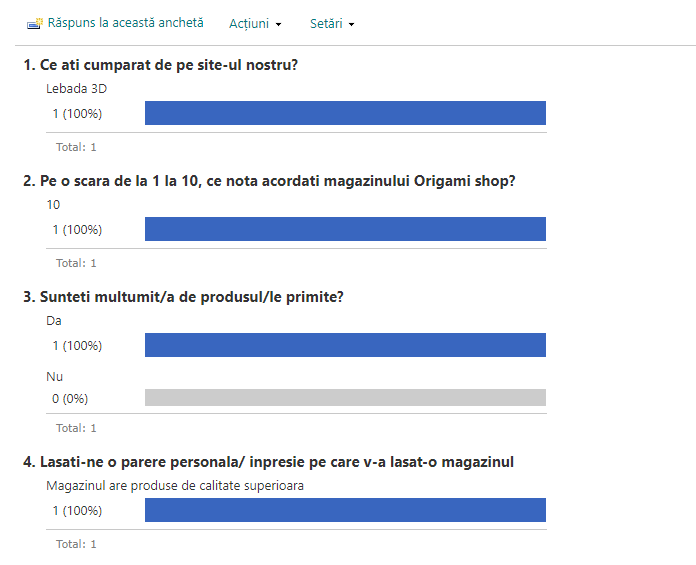 Răspuns la această anchetă Acțiuni Setări
1. Ce ati cumparat de pe site-ul nostru?
Lebada 3D
1 (100%)
Total: 1
2. Pe o scara de la 1 la 10, ce nota acordati magazinului Origami shop?
10
1 (100%)
Total: 1
3. Sunteti multumit/a de produsul/le primite?
Da
1 (100%)
Nu
0 (0%)
Total: 1
4. Lasati-ne o parere personala/ inpresie pe care v-a lasat-o magazinul
Magazinul are produse de calitate superioara
1 (100%)
Total: 1